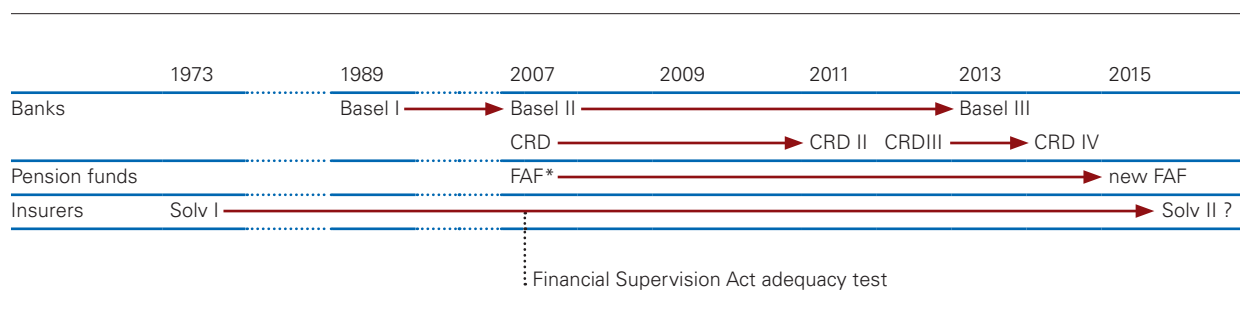 1973 1989 2007 2009 2011 2013 2015
Banks Basel I Basel II Basel III
CRD CRD II CRDIII CRD IV
Pension funds FAF* new FAF
Insurers Solv I Solv II ?
Financial Supervision Act adequacy test